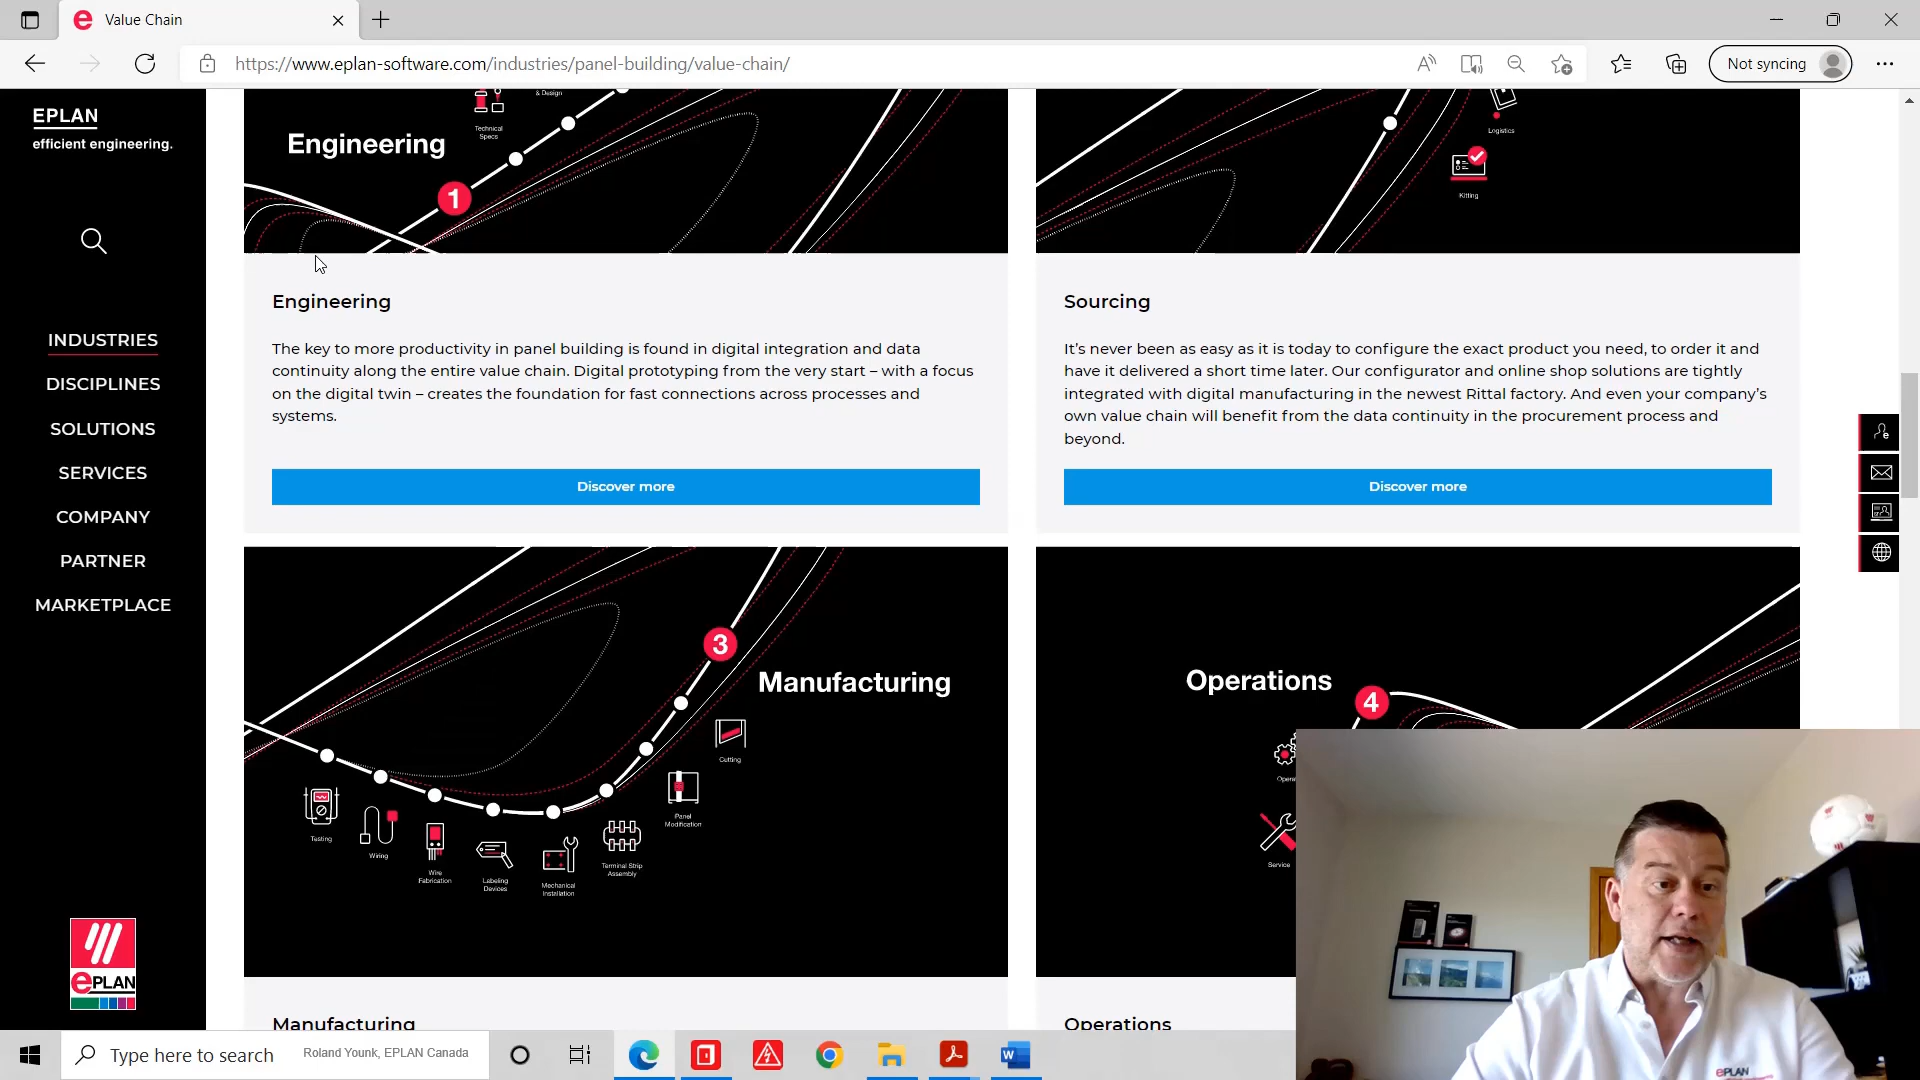 Value Chain
https://www.eplan-software.com/industries/panel-building/value-chain/
Not syncing
EPLAN
efficient engineering.
INDUSTRIES
DISCIPLINES
SOLUTIONS
SERVICES
COMPANY
PARTNER
MARKETPLACE
ePLAN
& Design
Technical
Specs
Engineering
1
Logistics
Kitting
Engineering
The key to more productivity in panel building is found in digital integration and data
continuity along the entire value chain. Digital prototyping from the very start – with a focus
on the digital twin – creates the foundation for fast connections across processes and
systems.
Discover more
Sourcing
It's never been as easy as it is today to configure the exact product you need, to order it and
have it delivered a short time later. Our configurator and online shop solutions are tightly
integrated with digital manufacturing in the newest Rittal factory. And even your company's
own value chain will benefit from the data continuity in the procurement process and
beyond.
Discover more
3
Manufacturing
Cutting
Panel
Modification
Terminal Strip
Assembly
Mechanical
Installation
Labeling
Devices
Wire
Fabrication
Wiring
Testing
Operations
4
Operat
Service
Manufacturing
Operations
EPLAN
Type here to search
Roland Younk, EPLAN Canada